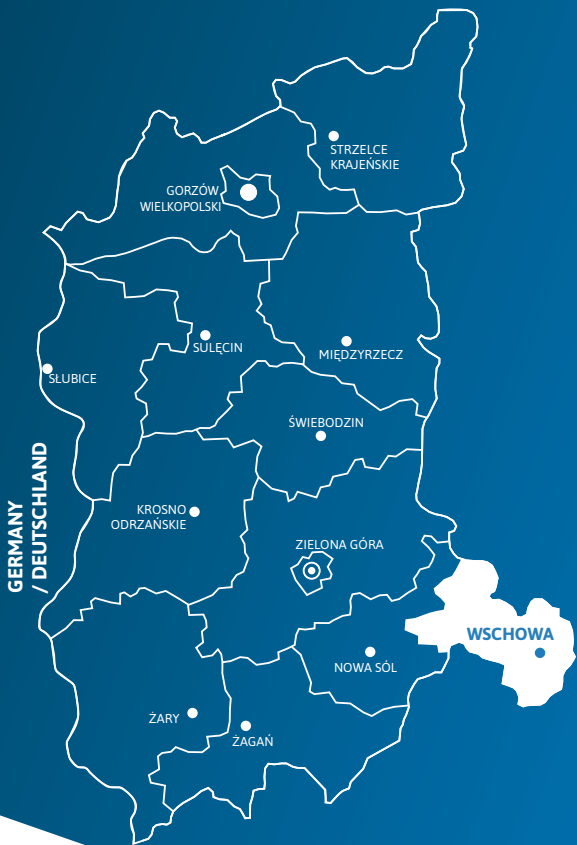 STRZELCE
KRAJEŃSKIE
GORZÓW
WIELKOPOLSKI
SULĘCIN
MIĘDZYRZECZ
SŁUBICE
ŚWIEBODZIN
GERMANY
/ DEUTSCHLAND
KROSNO
ODRZAŃSKIE
ZIELONA GÓRA
WSCHOWA
NOWA SÓL
ŻARY
ŻAGAŃ